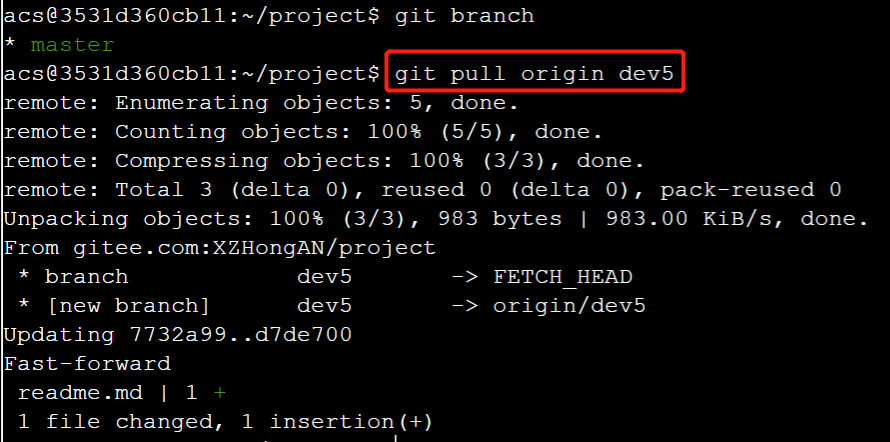 acs@3531d360cb11:~/project$ git branch
* master
acs@3531d360cb11:~/project$ git pull origin dev5
remote: Enumerating objects: 5, done.
remote: Counting objects: 100% (5/5), done.
remote: Compressing objects: 100% (3/3), done.
remote: Total 3 (delta 0), reused 0 (delta 0), pack-reused 0
Unpacking objects: 100% (3/3), 983 bytes | 983.00 KiB/s, done.
From gitee.com:XZHongAN/project
 * branch            dev5       -> FETCH_HEAD
 * [new branch]      dev5       -> origin/dev5
Updating 7732a99..d7de700
Fast-forward
 readme.md | 1 +
 1 file changed, 1 insertion(+)